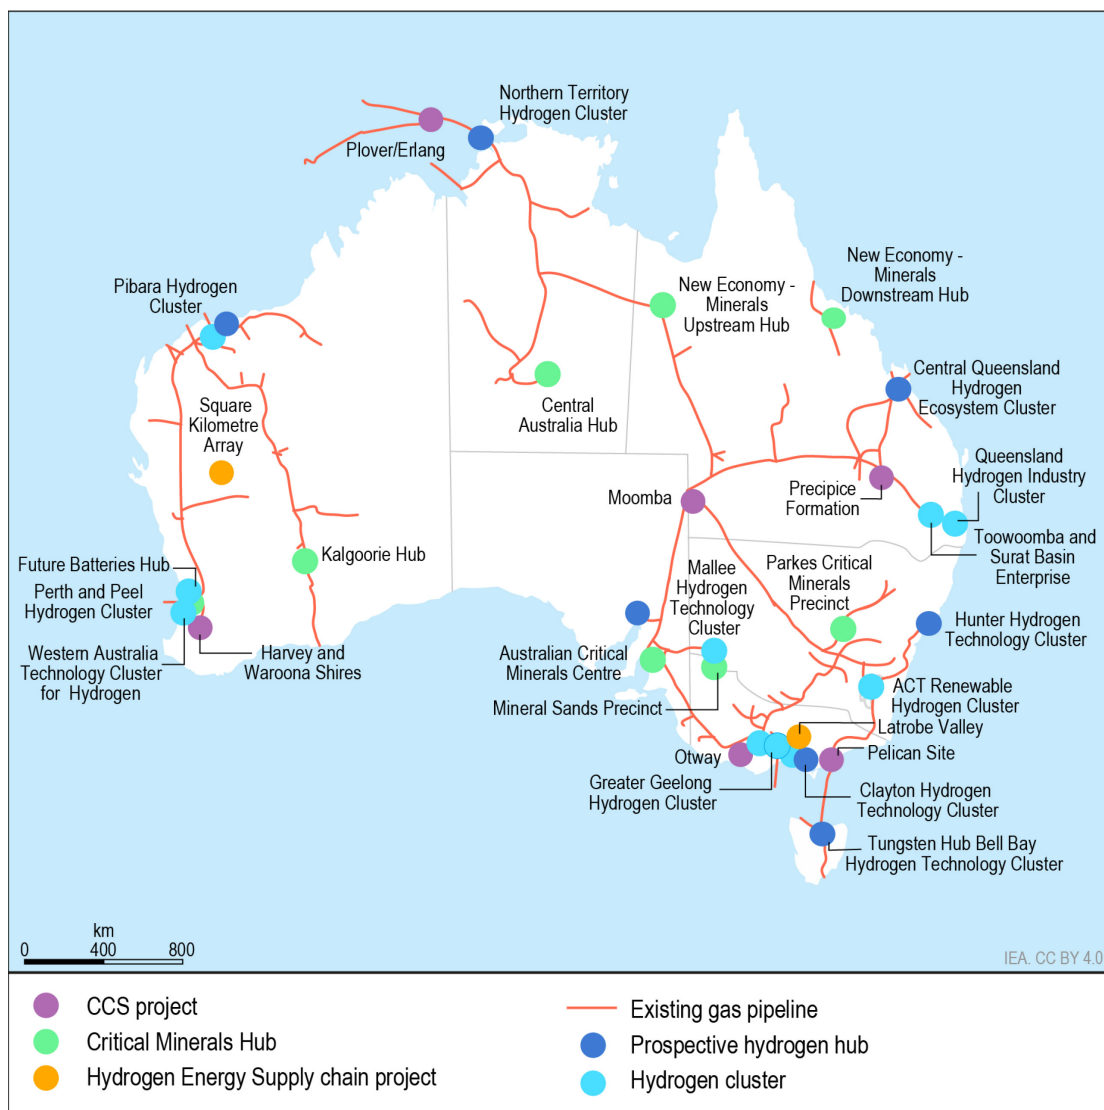 Northern Territory
Hydrogen Cluster
Plover/Erlang
New Economy -
Minerals
Downstream Hub
Pibara Hydrogen
Cluster
New Economy -
Minerals
Upstream Hub
Central Queensland
Hydrogen
Ecosystem Cluster
Square
Kilometre
Array
Central
Australia Hub
Queensland
Hydrogen Industry
Cluster
Precipice
Formation
Moomba
Toowoomba and
Surat Basin
Enterprise
Kalgoorie Hub
Future Batteries Hub
Perth and Peel
Hydrogen Cluster
Mallee
Hydrogen
Technology
Cluster
Parkes Critical
Minerals
Precinct
Hunter Hydrogen
Technology Cluster
Western Australia
Technology Cluster
for Hydrogen
Harvey and
Waroona Shires
Australian Critical
Minerals Centre
Mineral Sands Precinct
ACT Renewable
Hydrogen Cluster
Latrobe Valley
Otway
Pelican Site
Greater Geelong
Hydrogen Cluster
Clayton Hydrogen
Technology Cluster
Tungsten Hub Bell Bay
Hydrogen Technology Cluster
km
0 400 800
IEA. CC BY 4.0
CCS project
Critical Minerals Hub
Hydrogen Energy Supply chain project
Existing gas pipeline
Prospective hydrogen hub
Hydrogen cluster